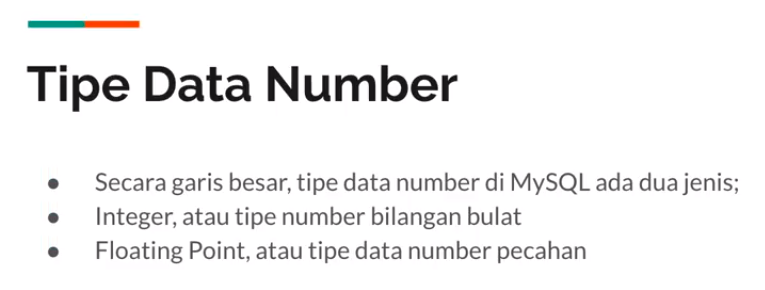 Tipe Data Number
● Secara garis besar, tipe data number di MySQL ada dua jenis;
● Integer, atau tipe number bilangan bulat
● Floating Point, atau tipe data number pecahan